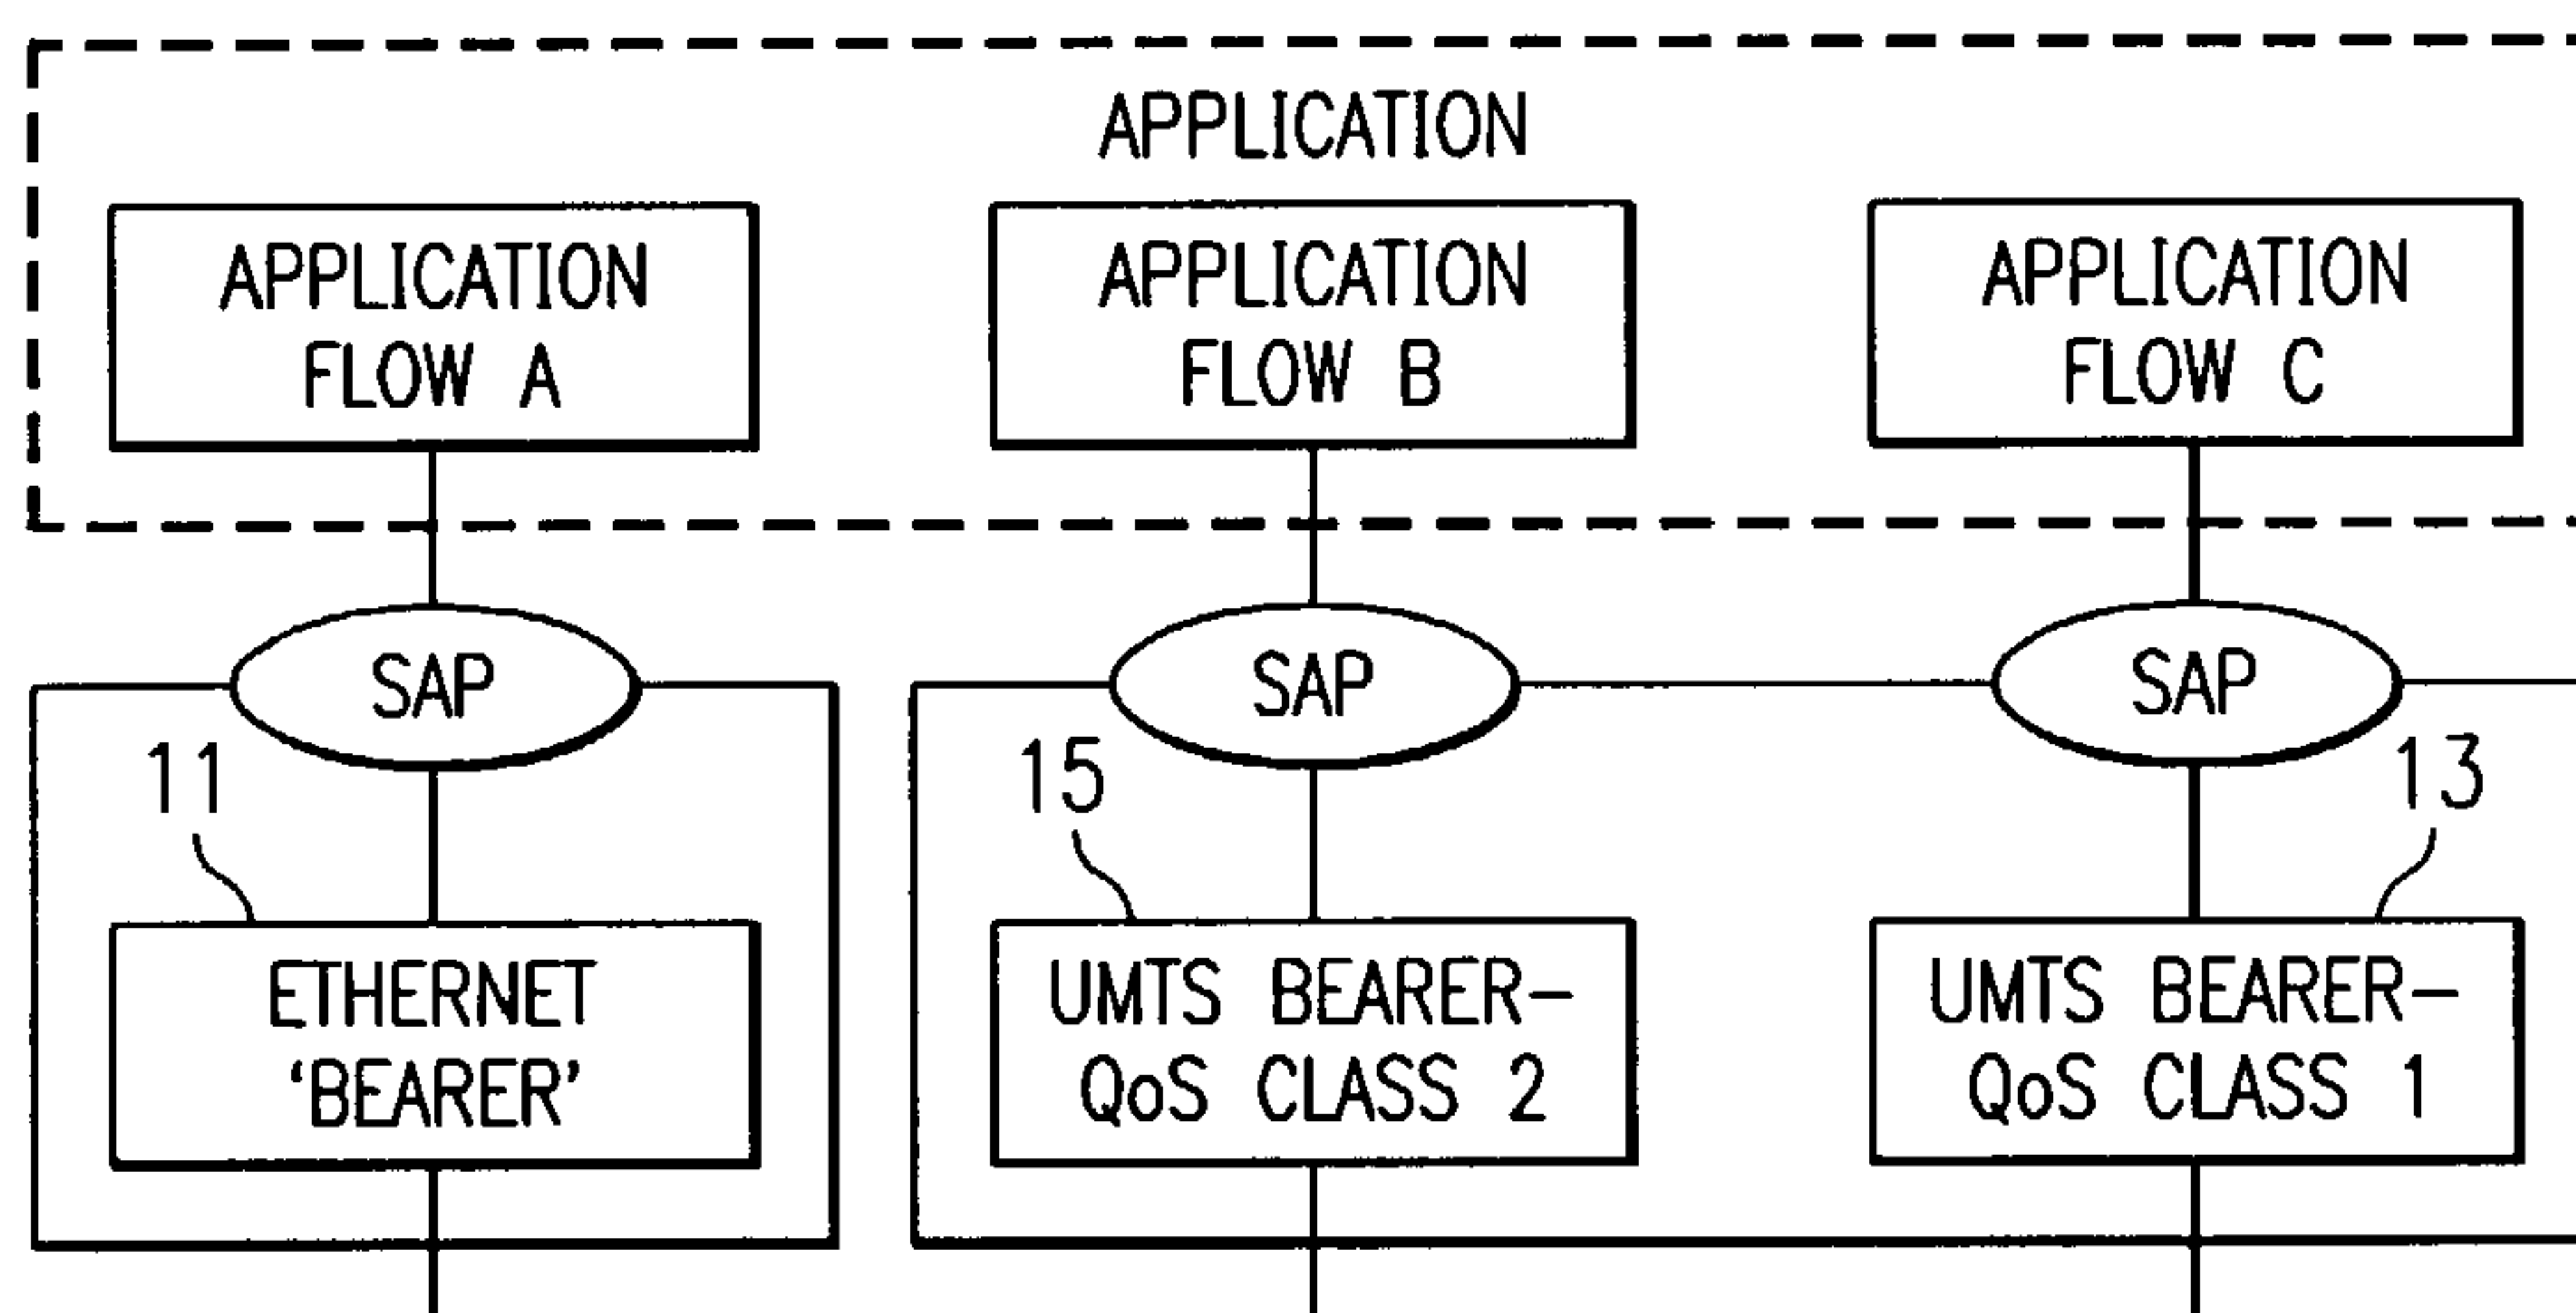 APPLICATION
APPLICATION
FLOW A
APPLICATION
FLOW B
APPLICATION
FLOW C
SAP
SAP
SAP
11
15
13
ETHERNET
‘BEARER’
UMTS BEARER–
QoS CLASS 2
UMTS BEARER–
QoS CLASS 1